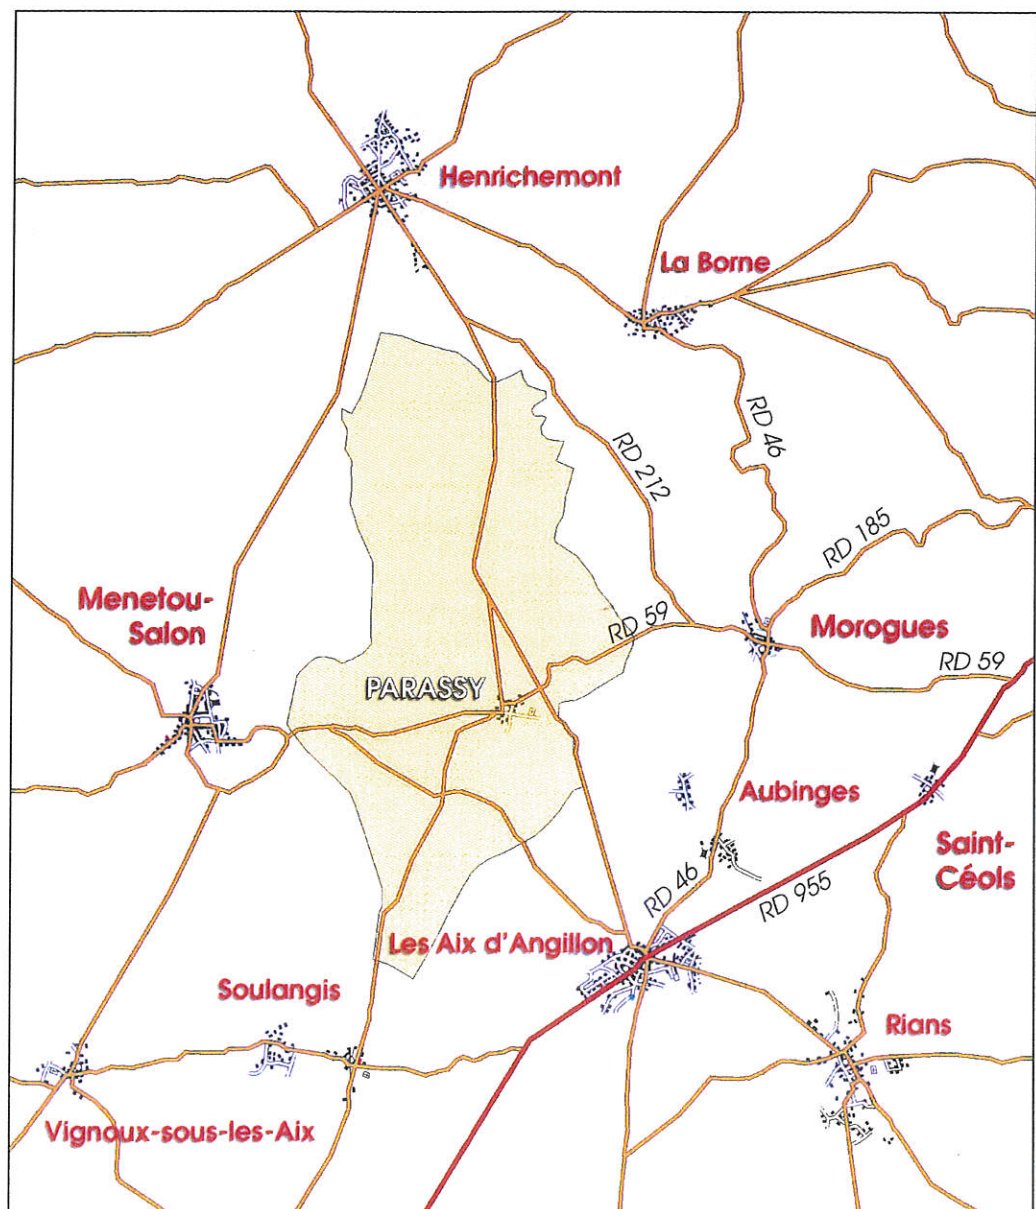 Henrichemont
La Borne
RD 46
RD 212
RD 185
Menetou-
Salon
RD 59
Morogues
PARASSY
RD 59
Aubinges
Saint-
Céols
RD 46
RD 955
Les Aix d'Angillon
Soulangis
Rians
Vignoux-sous-les-Aix